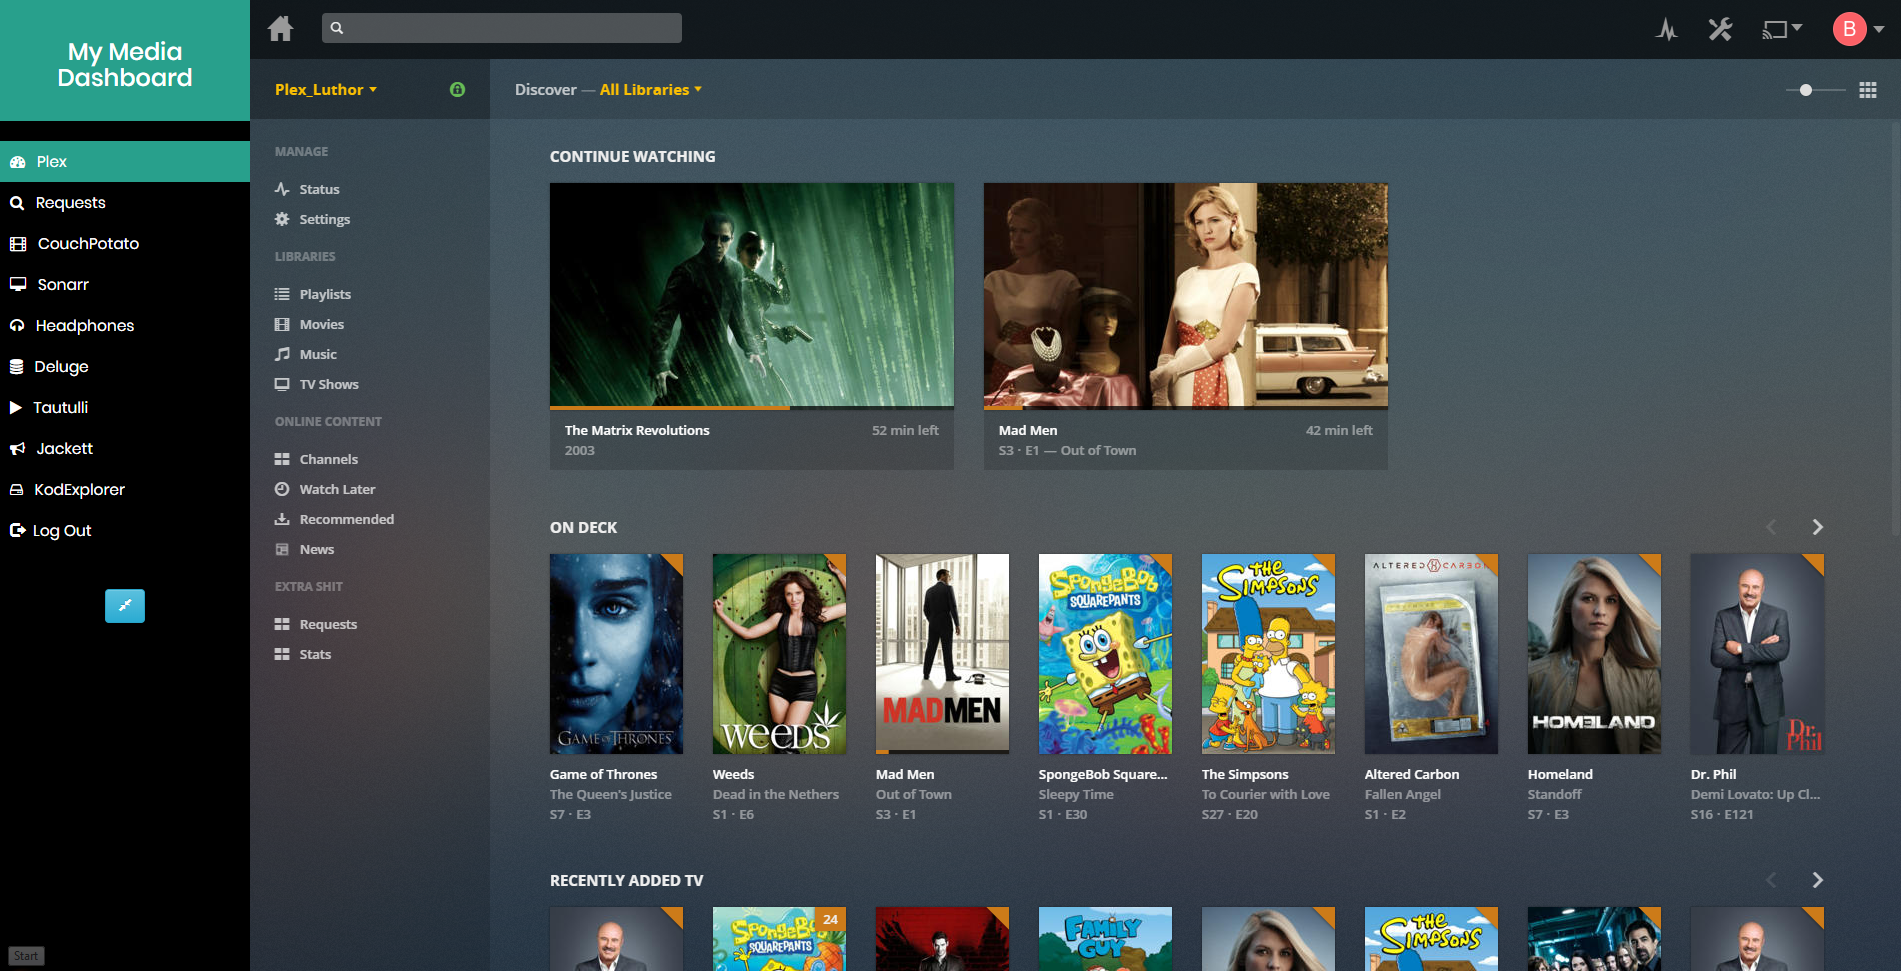 My Media
Dashboard
Plex
Requests
CouchPotato
Sonarr
Headphones
Deluge
Tautulli
Jackett
KodExplorer
Log Out
Start
B
Plex_Luthor
Discover — All Libraries
MANAGE
Status
Settings
LIBRARIES
Playlists
Movies
Music
TV Shows
ONLINE CONTENT
Channels
Watch Later
Recommended
News
EXTRA SHIT
Requests
Stats
CONTINUE WATCHING
The Matrix Revolutions 52 min left
2003
Mad Men 42 min left
S3 · E1 — Out of Town
ON DECK
GAME OF THRONES
weeds
MAD MEN
SpongeBob
SQUAREPANTS
THE
SIMPSONS
ALTERED CARBON
HOMELAND
Dr.
Phil
Game of Thrones
The Queen's Justice
S7 · E3
Weeds
Dead in the Nethers
S1 · E6
Mad Men
Out of Town
S3 · E1
SpongeBob Square...
Sleepy Time
S1 · E30
The Simpsons
To Courier with Love
S27 · E20
Altered Carbon
Fallen Angel
S1 · E2
Homeland
Standoff
S7 · E3
Dr. Phil
Demi Lovato: Up Cl...
S16 · E121
RECENTLY ADDED TV
SpongeBob
SQUAREPANTS
24
FAMILY
GUY
THE
SIMPSONS